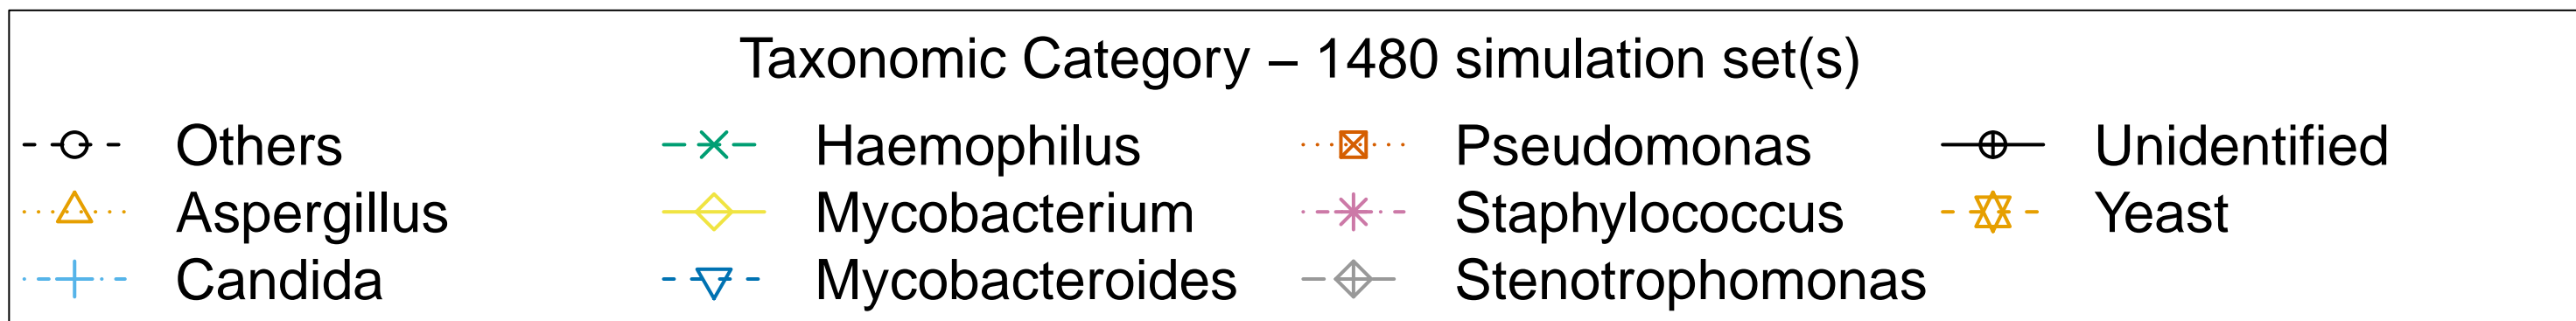 Taxonomic Category – 1480 simulation set(s)
Others Haemophilus Pseudomonas Unidentified
Aspergillus Mycobacterium Staphylococcus Yeast
Candida Mycobacteroides Stenotrophomonas